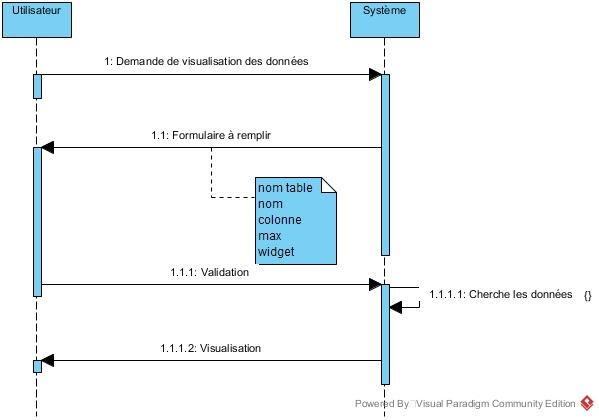 Utilisateur
Système
1: Demande de visualisation des données
1.1: Formulaire à remplir
nom table
nom
colonne
max
widget
1.1.1: Validation
1.1.1.1: Cherche les données {}
1.1.1.2: Visualisation
Powered By Visual Paradigm Community Edition